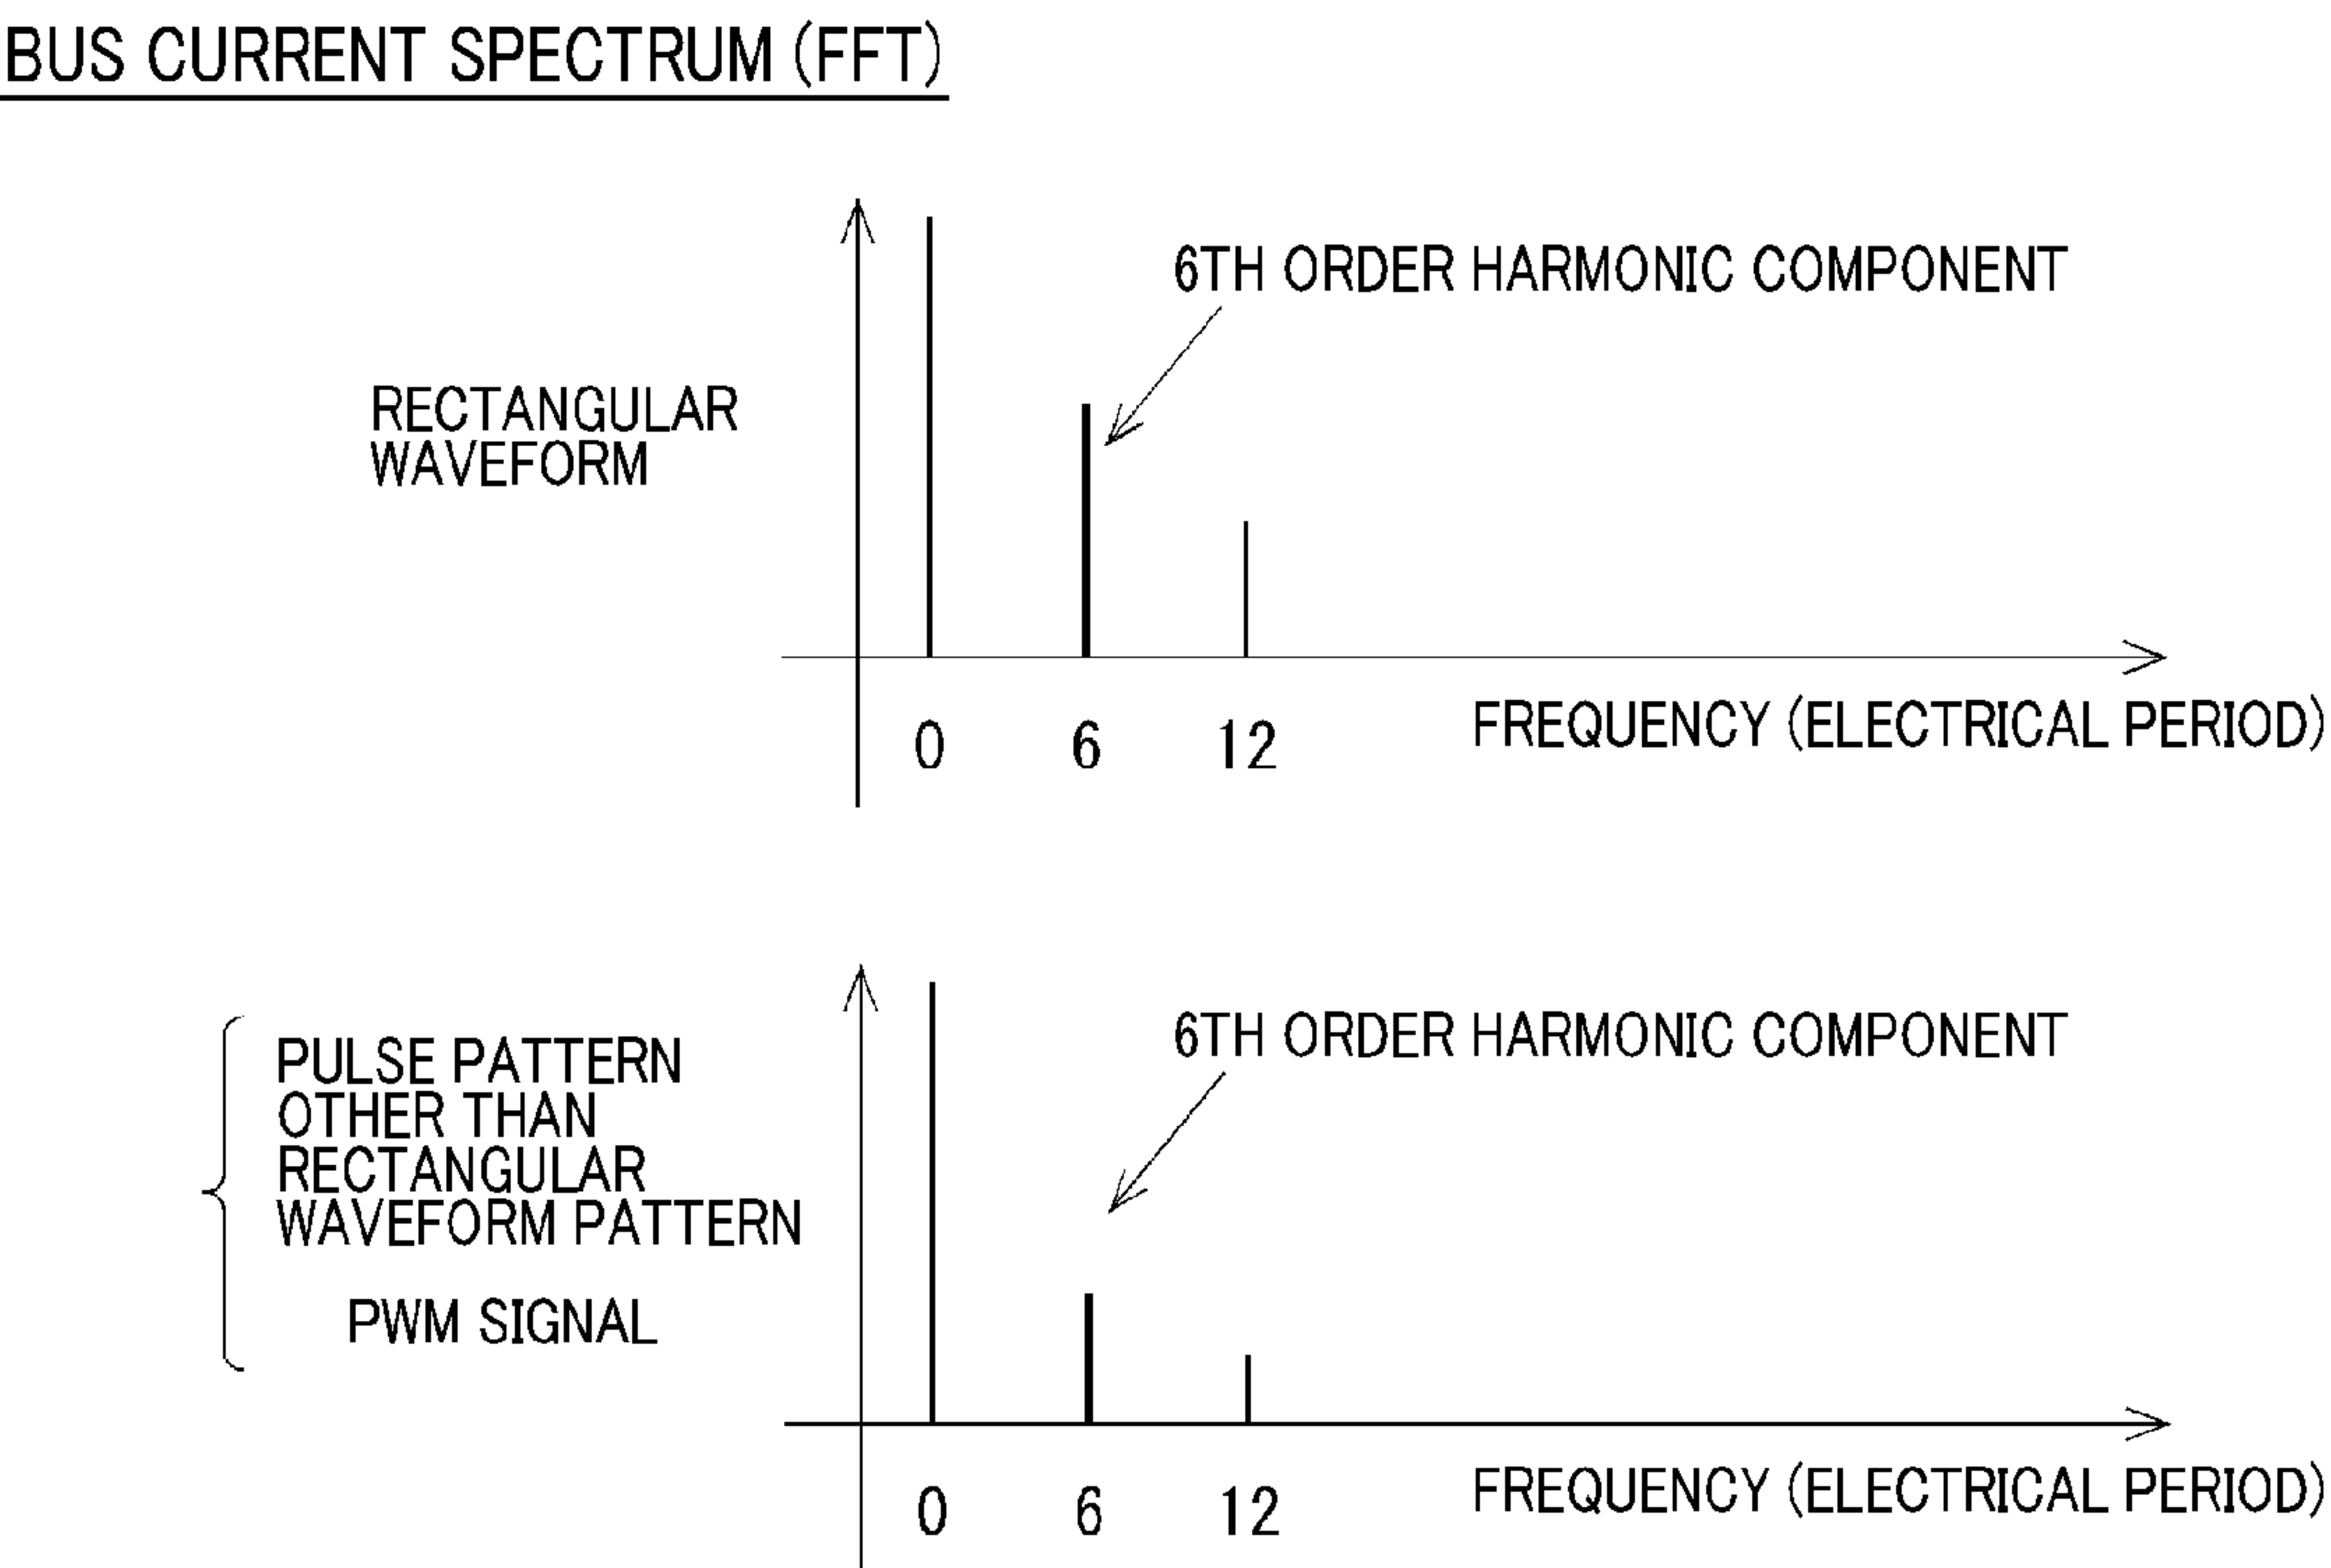 BUS CURRENT SPECTRUM (FFT)
6TH ORDER HARMONIC COMPONENT
RECTANGULAR
WAVEFORM
0 6 12
FREQUENCY (ELECTRICAL PERIOD)
6TH ORDER HARMONIC COMPONENT
PULSE PATTERN
OTHER THAN
RECTANGULAR
WAVEFORM PATTERN
PWM SIGNAL
0 6 12
FREQUENCY (ELECTRICAL PERIOD)